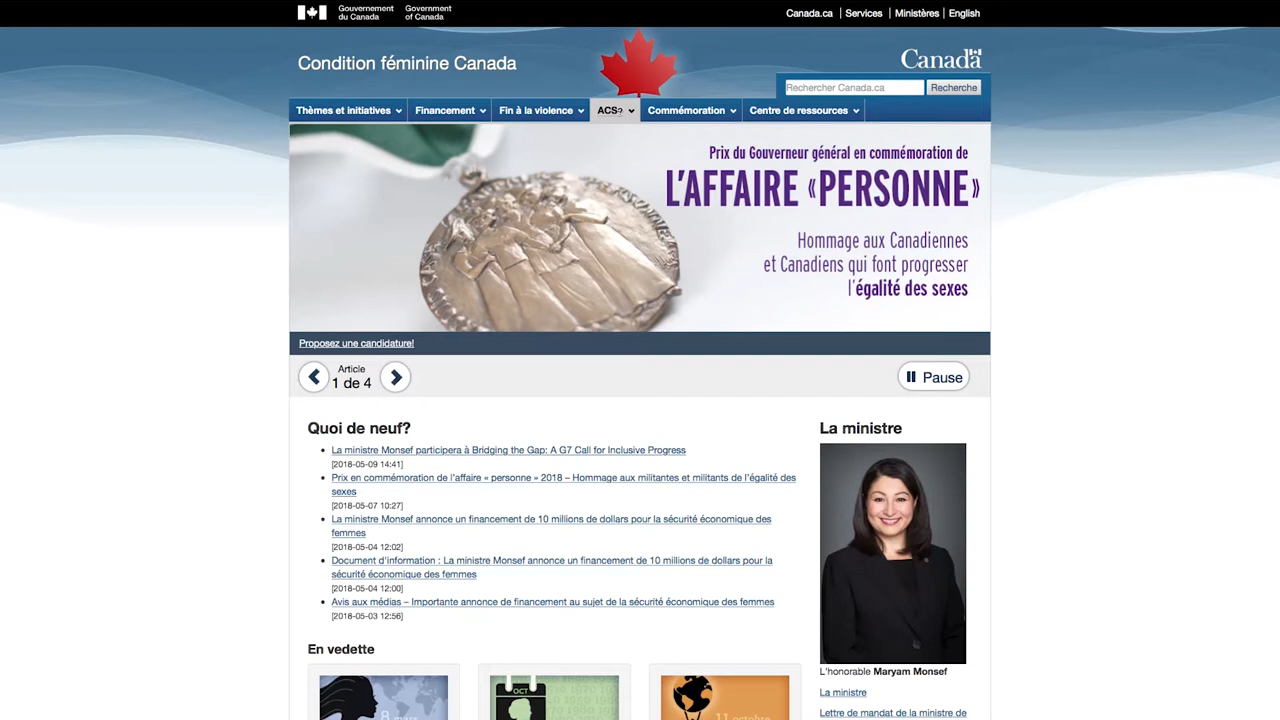 Gouvernement
du Canada
Government
of Canada
Canada.ca
Services
Ministères
English
Condition féminine Canada
Canada
Rechercher Canada.ca
Recherche
Thèmes et initiatives
Financement
Fin à la violence
ACS
Commémoration
Centre de ressources
Prix du Gouverneur général en commémoration de
L'AFFAIRE «PERSONNE»
Hommage aux Canadiennes
et Canadiens qui font progresser
l'égalité des sexes
Proposez une candidature!
Article
1 de 4
Pause
Quoi de neuf?
La ministre Monsef participera à Bridging the Gap: A G7 Call for Inclusive Progress
[2018-05-09 14:41]
Prix en commémoration de l'affaire « personne » 2018 – Hommage aux militantes et militants de l'égalité des
sexes
[2018-05-07 10:27]
La ministre Monsef annonce un financement de 10 millions de dollars pour la sécurité économique des
femmes
[2018-05-04 12:02]
Document d'information : La ministre Monsef annonce un financement de 10 millions de dollars pour la
sécurité économique des femmes
[2018-05-04 12:00]
Avis aux médias – Importante annonce de financement au sujet de la sécurité économique des femmes
[2018-05-03 12:56]
En vedette
8 mars
OCT
11 octobre
La ministre
L'honorable Maryam Monsef
La ministre
Lettre de mandat de la ministre de